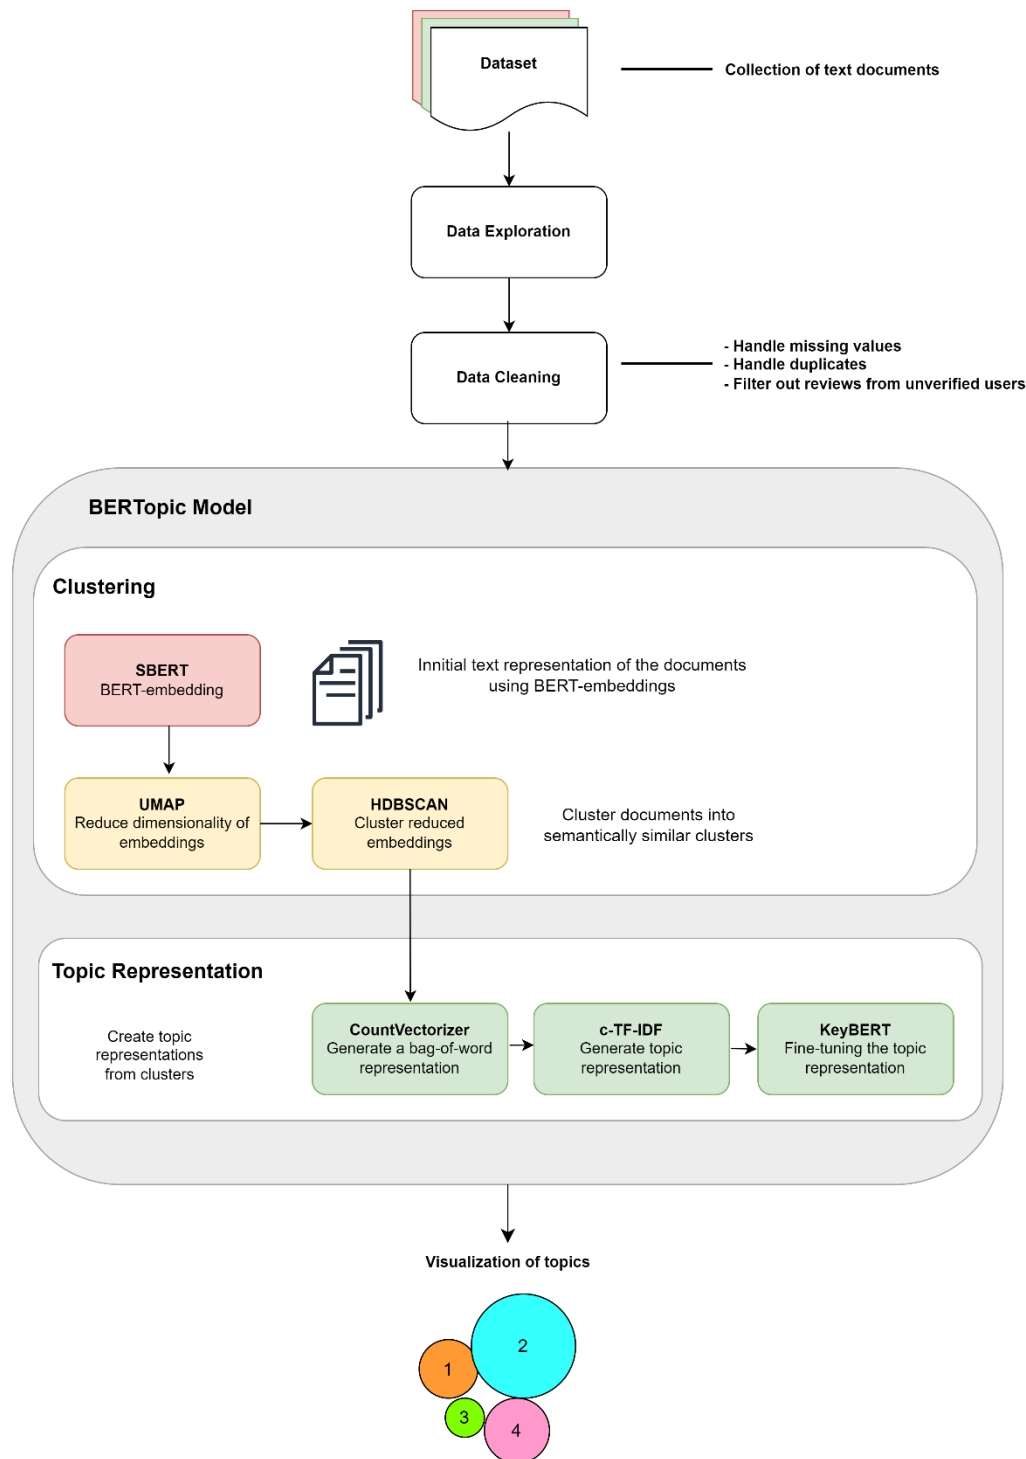 Dataset
Collection of text documents
Data Exploration
Data Cleaning
- Handle missing values
- Handle duplicates
- Filter out reviews from unverified users
BERTopic Model
Clustering
SBERT
BERT-embedding
Innitial text representation of the documents
using BERT-embeddings
UMAP
Reduce dimensionality of
embeddings
HDBSCAN
Cluster reduced
embeddings
Cluster documents into
semantically similar clusters
Topic Representation
Create topic
representations
from clusters
CountVectorizer
Generate a bag-of-word
representation
c-TF-IDF
Generate topic
representation
KeyBERT
Fine-tuning the topic
representation
Visualization of topics
2
1
3
4